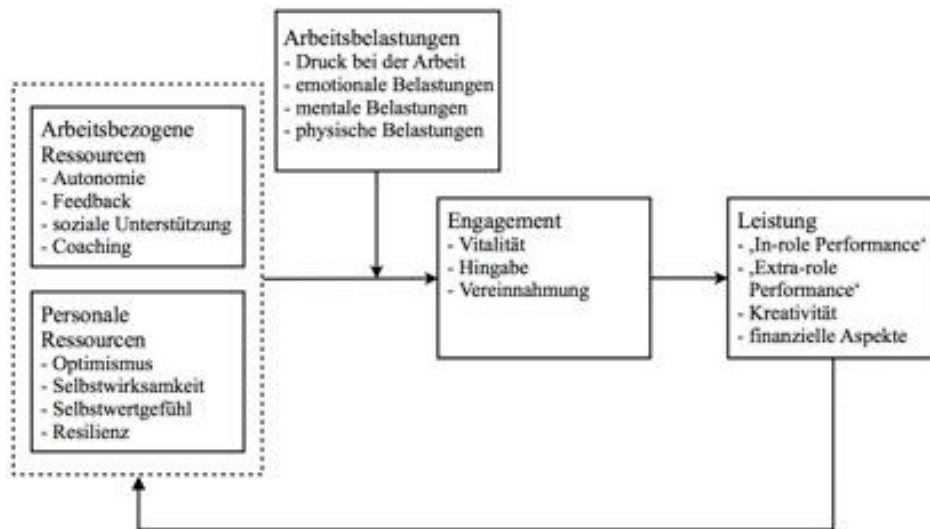 Arbeitsbelastungen
- Druck bei der Arbeit
- emotionale Belastungen
- mentale Belastungen
- physische Belastungen
Arbeitsbezogene
Ressourcen
- Autonomie
- Feedback
- soziale Unterstützung
- Coaching
Personale
Ressourcen
- Optimismus
- Selbstwirksamkeit
- Selbstwertgefühl
- Resilienz
Engagement
- Vitalität
- Hingabe
- Vereinnahmung
Leistung
- ‚In-role Performance‘
- ‚Extra-role
Performance‘
- Kreativität
- finanzielle Aspekte